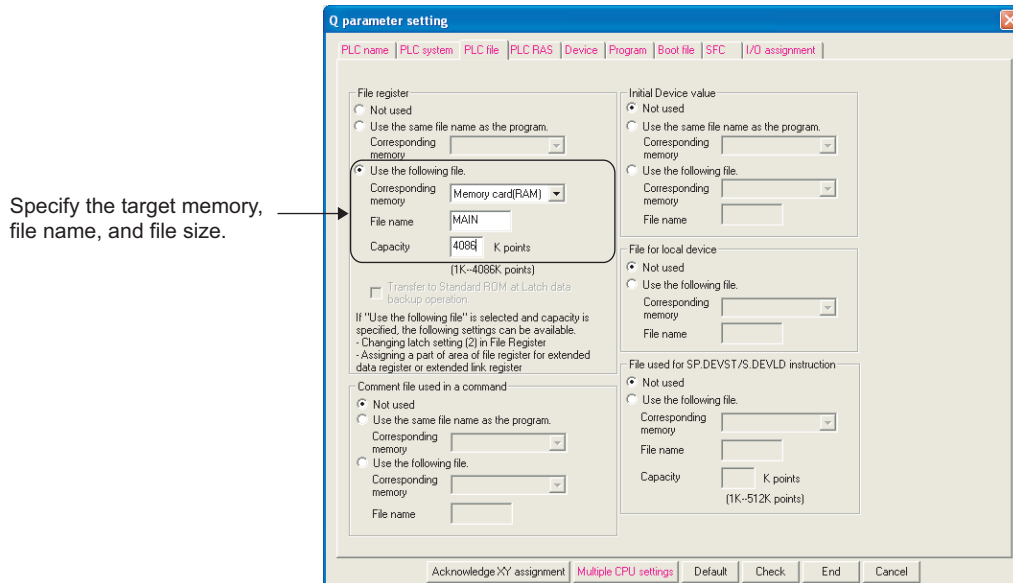 Q parameter setting
PLC name PLC system PLC file PLC RAS Device Program Boot file SFC I/O assignment
Specify the target memory,
file name, and file size.
File register
Not used
Use the same file name as the program.
Corresponding
memory
Use the following file.
Corresponding
memory
Memory card(RAM)
File name
MAIN
Capacity
4086
K points
(1K--4086K points)
Transfer to Standard ROM at Latch data
backup operation.
If "Use the following file" is selected and capacity is
specified, the following settings can be available.
- Changing latch setting (2) in File Register
- Assigning a part of area of file register for extended
data register or extended link register
Comment file used in a command
Not used
Use the same file name as the program.
Corresponding
memory
Use the following file.
Corresponding
memory
File name
Initial Device value
Not used
Use the same file name as the program.
Corresponding
memory
Use the following file.
Corresponding
memory
File name
File for local device
Not used
Use the following file.
Corresponding
memory
File name
File used for SP.DEVST/S.DEVLD instruction
Not used
Use the following file.
Corresponding
memory
File name
Capacity
K points
(1K--512K points)
Acknowledge XY assignment Multiple CPU settings Default Check End Cancel